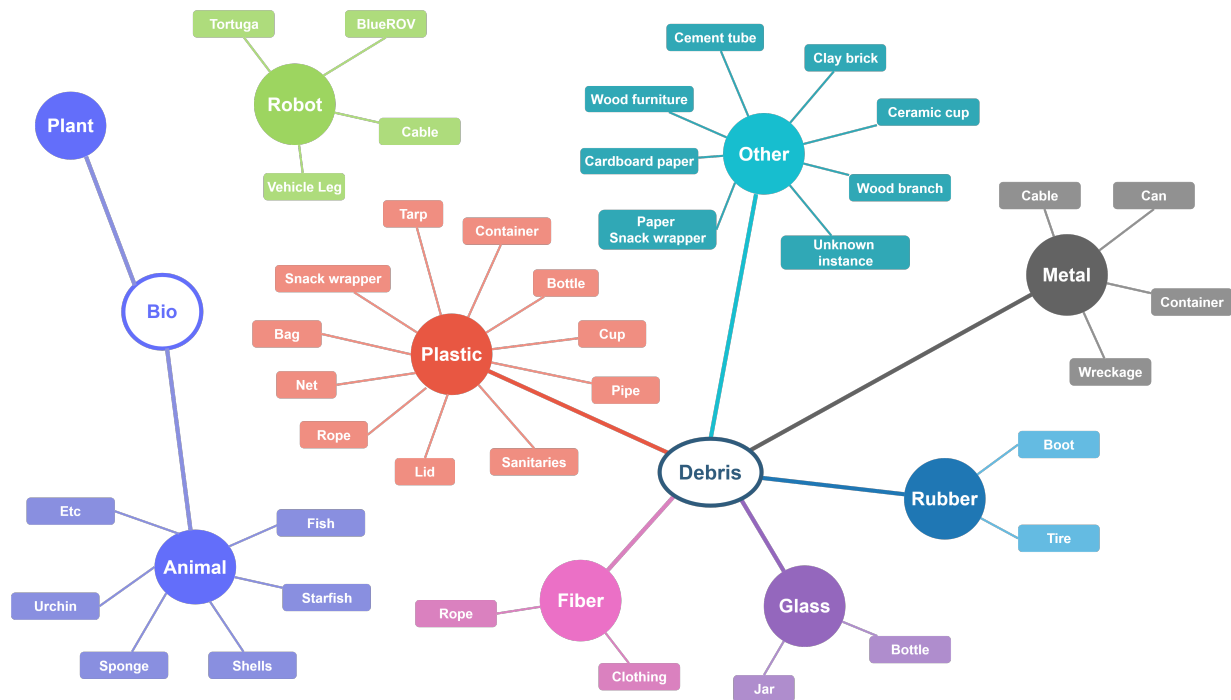 Tortuga
BlueROV
Robot
Cable
Vehicle Leg
Plant
Bio
Etc
Fish
Animal
Urchin
Starfish
Sponge
Shells
Tarp
Container
Snack wrapper
Bottle
Bag
Cup
Plastic
Net
Pipe
Rope
Lid
Sanitaries
Cement tube
Clay brick
Wood furniture
Ceramic cup
Other
Cardboard paper
Wood branch
Paper
Snack wrapper
Unknown
instance
Cable
Can
Metal
Container
Wreckage
Debris
Boot
Rubber
Tire
Fiber
Rope
Clothing
Glass
Bottle
Jar